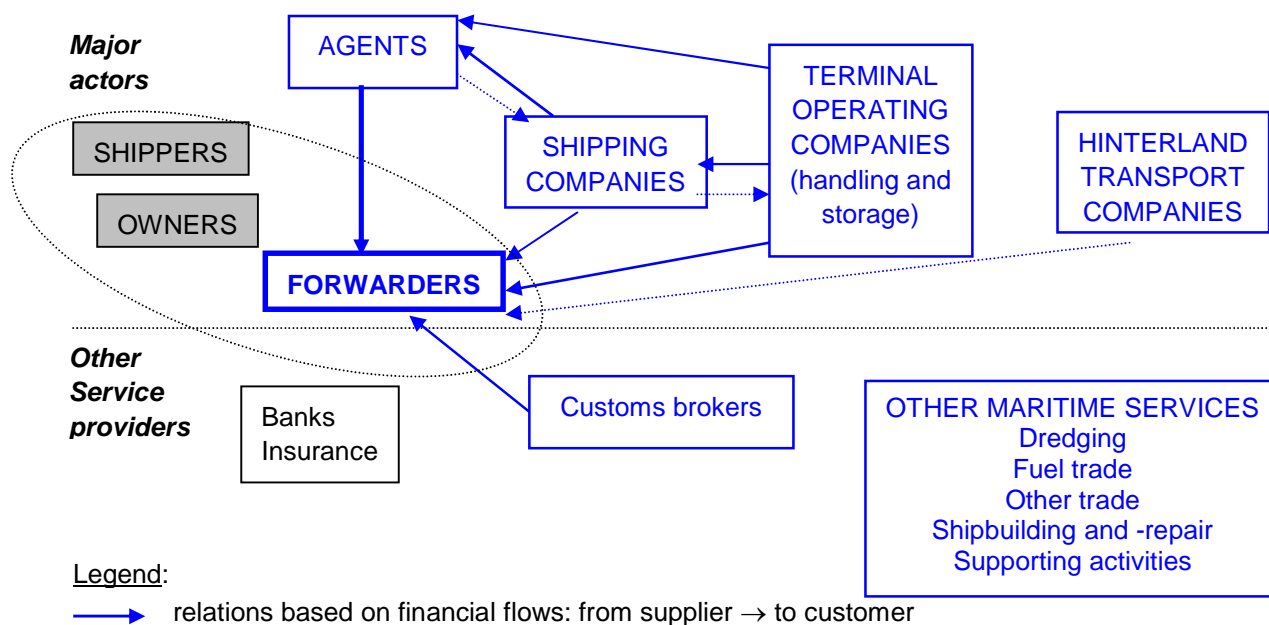 Major
actors
AGENTS
TERMINAL
OPERATING
COMPANIES
(handling and
storage)
SHIPPERS
SHIPPING
COMPANIES
HINTERLAND
TRANSPORT
COMPANIES
OWNERS
FORWARDERS
Other
Service
providers
Banks
Insurance
Customs brokers
OTHER MARITIME SERVICES
Dredging
Fuel trade
Other trade
Shipbuilding and -repair
Supporting activities
Legend:
relations based on financial flows: from supplier → to customer